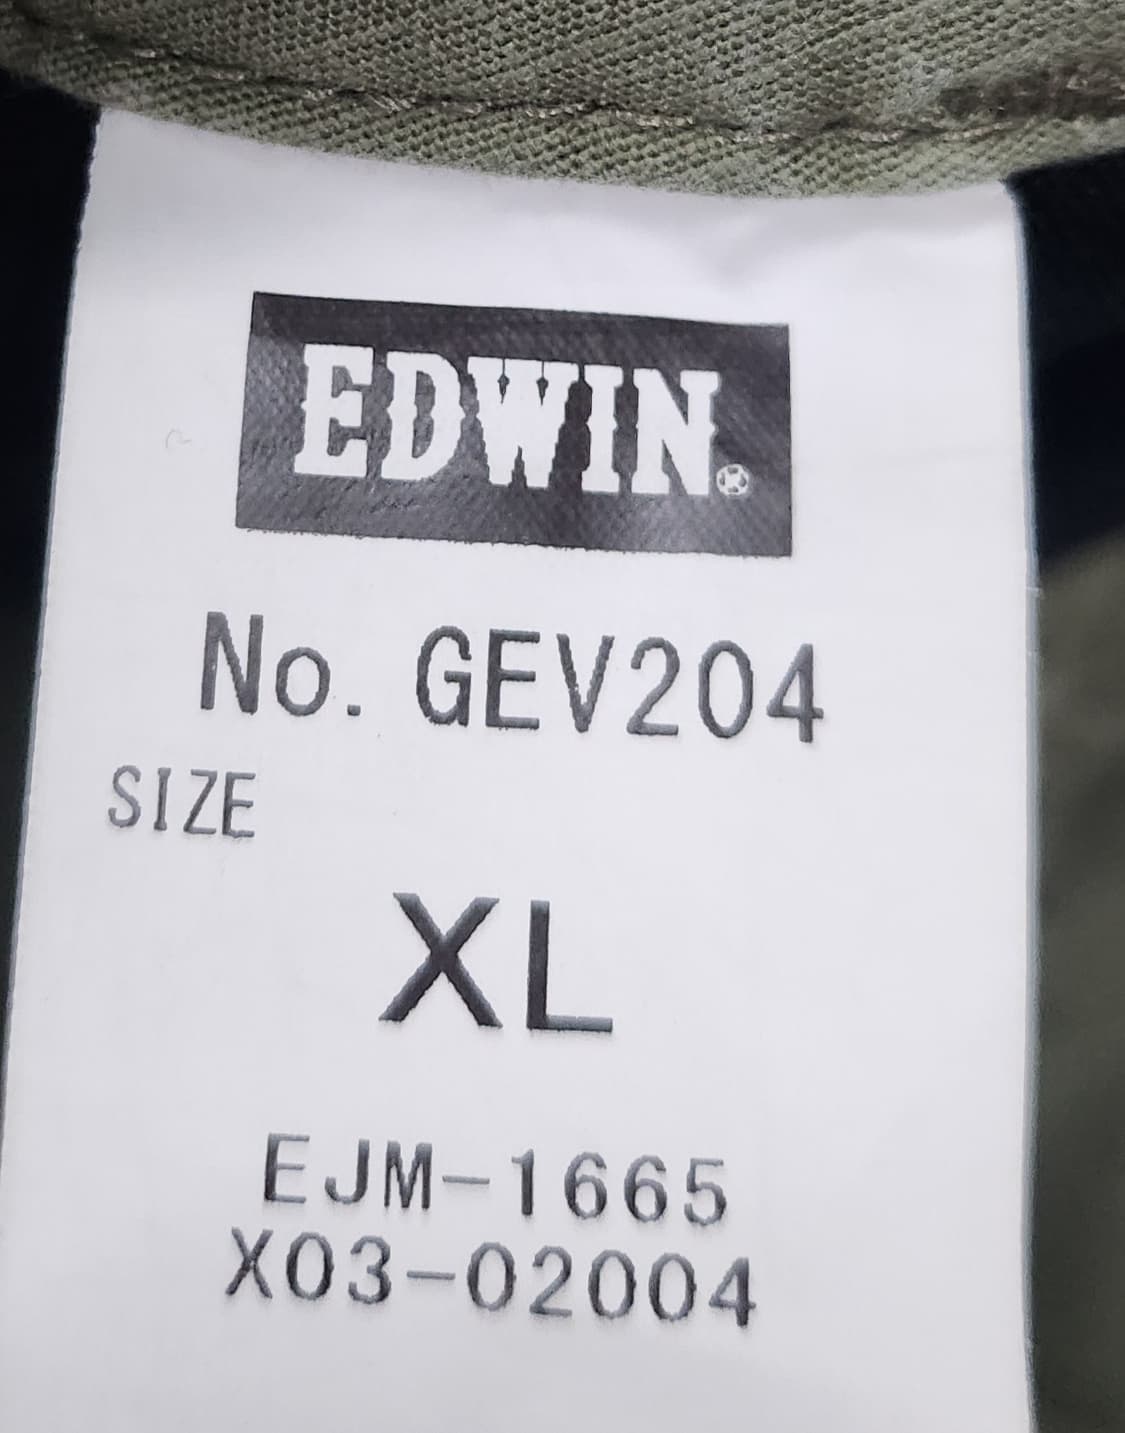 EDWIN
No. GEV204
SIZE
XL
EJM-1665
X03-02004